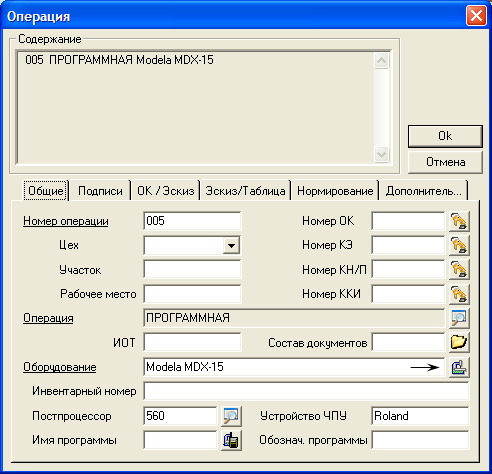 Операция
Содержание
005 ПРОГРАММНАЯ Modela MDX-15
Ok
Отмена
Общие Подписи ОК / Эскиз Эскиз/Таблица Нормирование Дополнитель...
Номер операции 005 Номер ОК
Цех Номер КЭ
Участок Номер КН/П
Рабочее место Номер ККИ
Операция ПРОГРАММНАЯ
ИОТ Состав документов
Оборудование Modela MDX-15
Инвентарный номер
Постпроцессор 560 Устройство ЧПУ Roland
Имя программы Обознач. программы